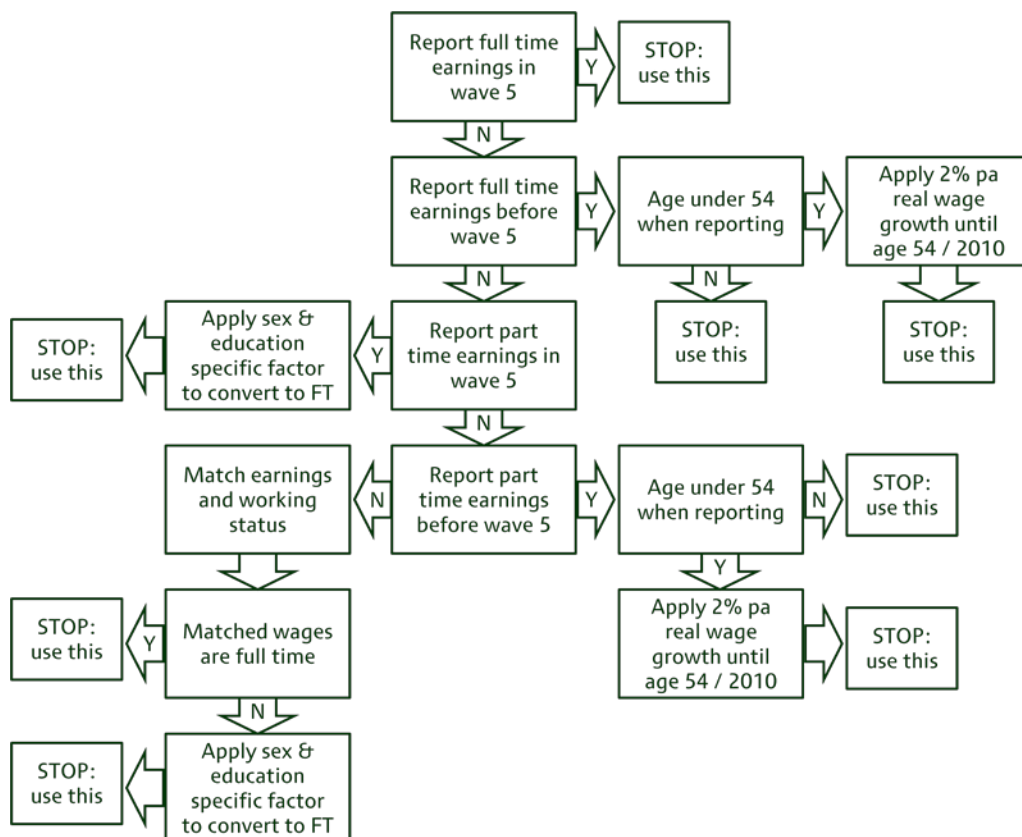 Report full time
earnings in
wave 5
Y
STOP:
use this
N
Report full time
earnings before
wave 5
Y
Age under 54
when reporting
Y
Apply 2% pa
real wage
growth until
age 54 / 2010
N
N
STOP:
use this
Apply sex &
education
specific factor
to convert to FT
Y
Report part
time earnings in
wave 5
STOP:
use this
STOP:
use this
N
Match earnings
and working
status
N
Report part
time earnings
before wave 5
Y
Age under 54
when reporting
N
STOP:
use this
Y
STOP:
use this
Y
Matched wages
are full time
Apply 2% pa
real wage
growth until
age 54 / 2010
STOP:
use this
N
STOP:
use this
Apply sex &
education
specific factor
to convert to FT